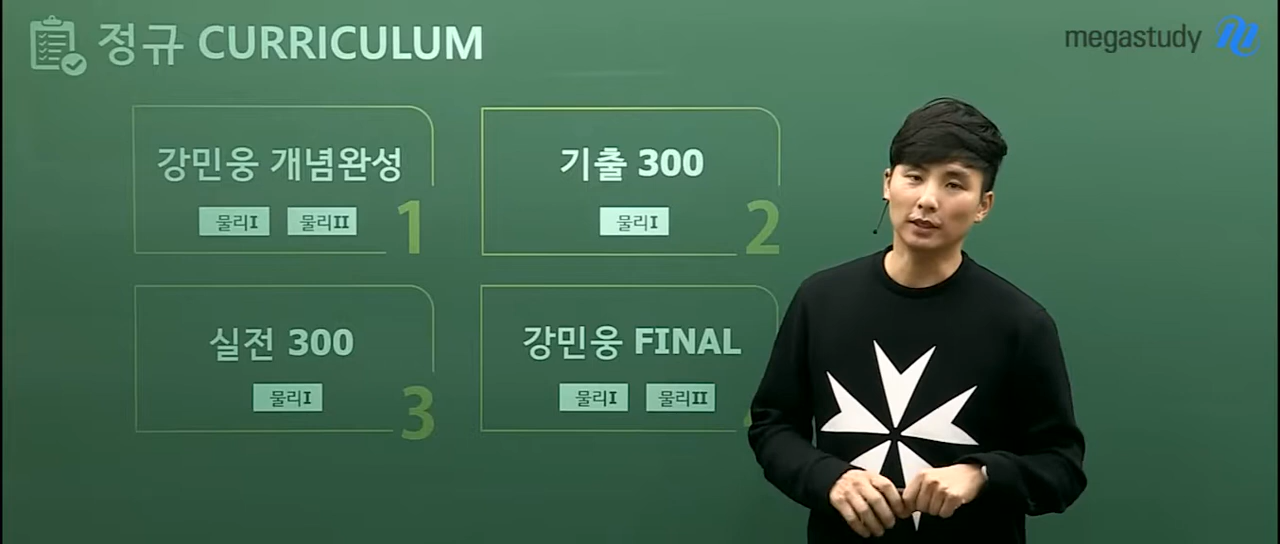 정규 CURRICULUM
megastudy
강민웅 개념완성
물리I 물리II
1
기출 300
물리I
2
실전 300
물리I
3
강민웅 FINAL
물리I 물리II